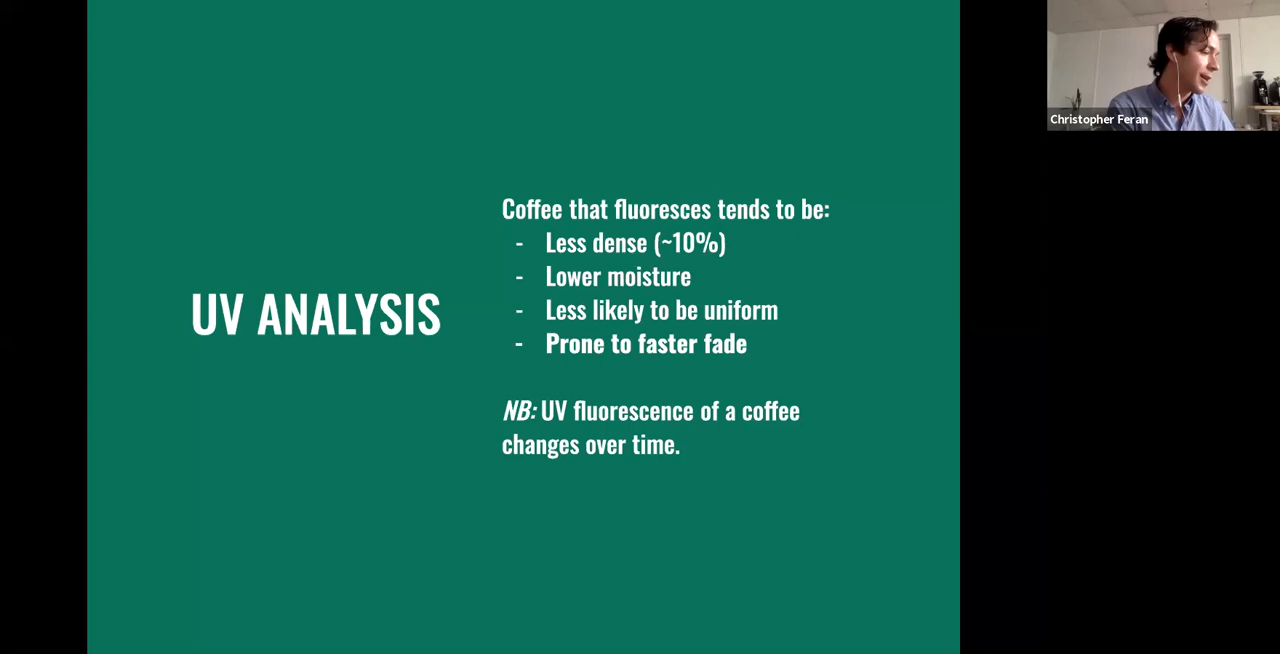 UV ANALYSIS
Coffee that fluoresces tends to be:
- Less dense (~10%)
- Lower moisture
- Less likely to be uniform
- Prone to faster fade
NB: UV fluorescence of a coffee
changes over time.
Christopher Feran